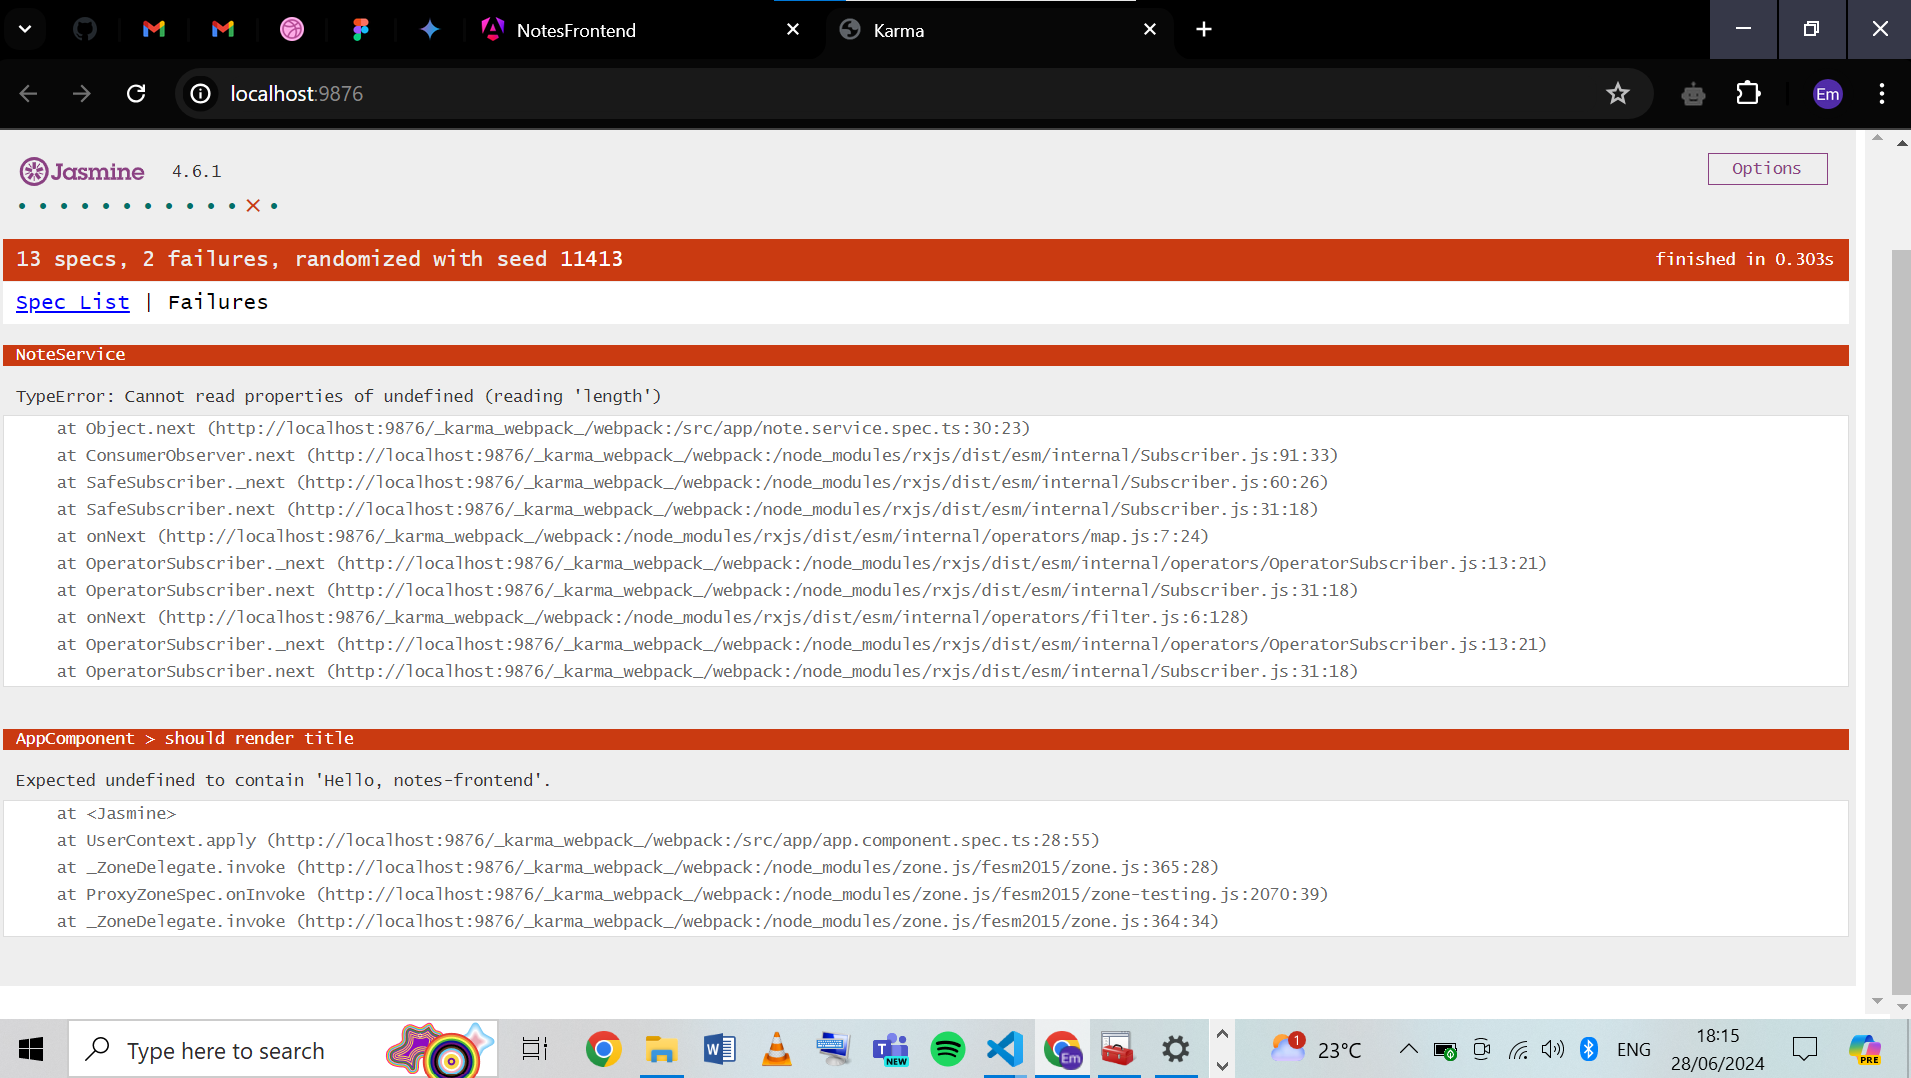 NotesFrontend
Karma
localhost:9876
Em
Jasmine 4.6.1
Options
13 specs, 2 failures, randomized with seed 11413
finished in 0.303s
Spec List | Failures
NoteService
TypeError: Cannot read properties of undefined (reading 'length')
at Object.next (http://localhost:9876/_karma_webpack_/webpack:/src/app/note.service.spec.ts:30:23)
at ConsumerObserver.next (http://localhost:9876/_karma_webpack_/webpack:/node_modules/rxjs/dist/esm/internal/Subscriber.js:91:33)
at SafeSubscriber._next (http://localhost:9876/_karma_webpack_/webpack:/node_modules/rxjs/dist/esm/internal/Subscriber.js:60:26)
at SafeSubscriber.next (http://localhost:9876/_karma_webpack_/webpack:/node_modules/rxjs/dist/esm/internal/Subscriber.js:31:18)
at onNext (http://localhost:9876/_karma_webpack_/webpack:/node_modules/rxjs/dist/esm/internal/operators/map.js:7:24)
at OperatorSubscriber._next (http://localhost:9876/_karma_webpack_/webpack:/node_modules/rxjs/dist/esm/internal/operators/OperatorSubscriber.js:13:21)
at OperatorSubscriber.next (http://localhost:9876/_karma_webpack_/webpack:/node_modules/rxjs/dist/esm/internal/Subscriber.js:31:18)
at onNext (http://localhost:9876/_karma_webpack_/webpack:/node_modules/rxjs/dist/esm/internal/operators/filter.js:6:128)
at OperatorSubscriber._next (http://localhost:9876/_karma_webpack_/webpack:/node_modules/rxjs/dist/esm/internal/operators/OperatorSubscriber.js:13:21)
at OperatorSubscriber.next (http://localhost:9876/_karma_webpack_/webpack:/node_modules/rxjs/dist/esm/internal/Subscriber.js:31:18)
AppComponent > should render title
Expected undefined to contain 'Hello, notes-frontend'.
at <Jasmine>
at UserContext.apply (http://localhost:9876/_karma_webpack_/webpack:/src/app/app.component.spec.ts:28:55)
at _ZoneDelegate.invoke (http://localhost:9876/_karma_webpack_/webpack:/node_modules/zone.js/fesm2015/zone.js:365:28)
at ProxyZoneSpec.onInvoke (http://localhost:9876/_karma_webpack_/webpack:/node_modules/zone.js/fesm2015/zone-testing.js:2070:39)
at _ZoneDelegate.invoke (http://localhost:9876/_karma_webpack_/webpack:/node_modules/zone.js/fesm2015/zone.js:364:34)
Type here to search
W
T
NEW
Em
1
23°C
ENG
18:15
28/06/2024
PRE